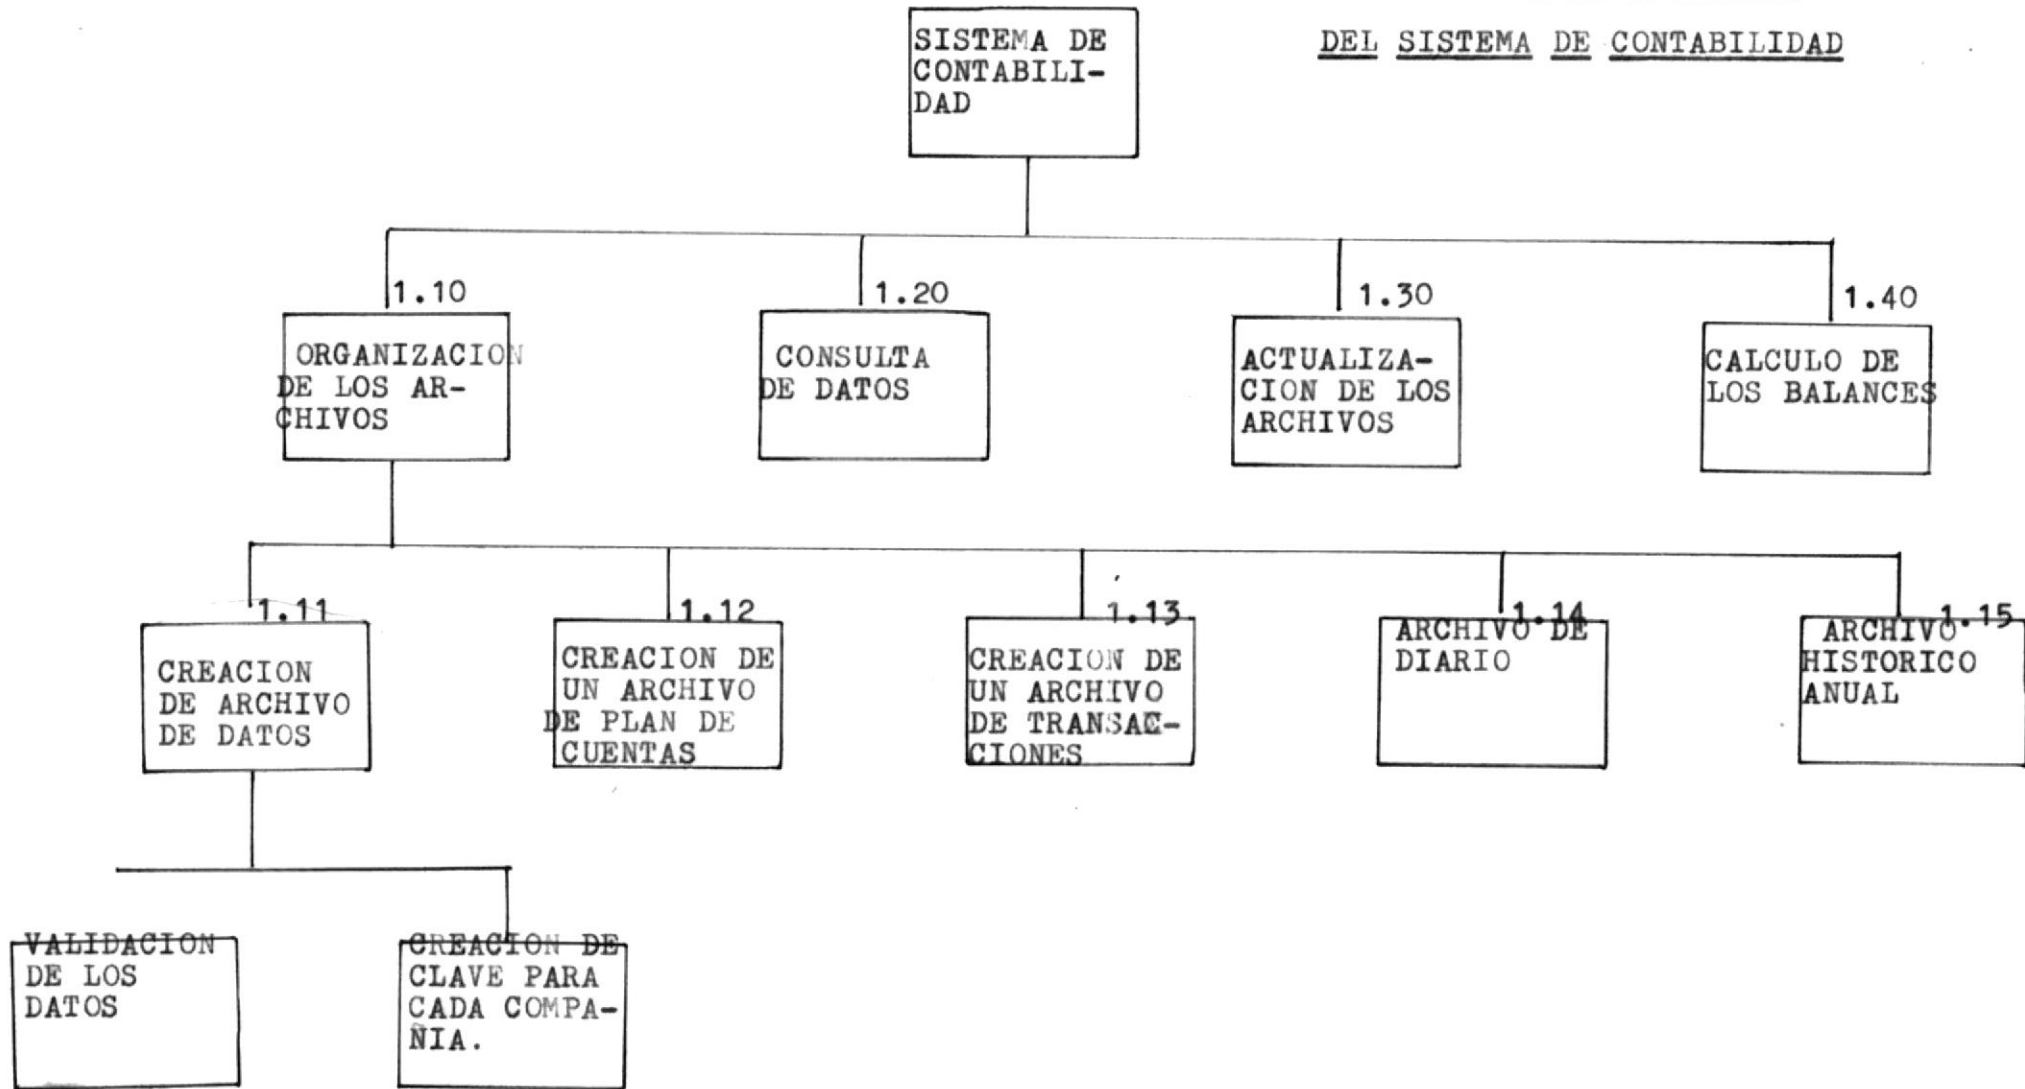 DEL SISTEMA DE CONTABILIDAD
SISTEMA DE
CONTABILI-
DAD
1.10
ORGANIZACION
DE LOS AR-
CHIVOS
1.20
CONSULTA
DE DATOS
1.30
ACTUALIZA-
CION DE LOS
ARCHIVOS
1.40
CALCULO DE
LOS BALANCES
1.11
CREACION
DE ARCHIVO
DE DATOS
1.12
CREACION DE
UN ARCHIVO
DE PLAN DE
CUENTAS
1.13
CREACION DE
UN ARCHIVO
DE TRANSAC-
CIONES
1.14
ARCHIVO DE
DIARIO
1.15
ARCHIVO
HISTORICO
ANUAL
VALIDACION
DE LOS
DATOS
CREACION DE
CLAVE PARA
CADA COMPA-
ÑIA.